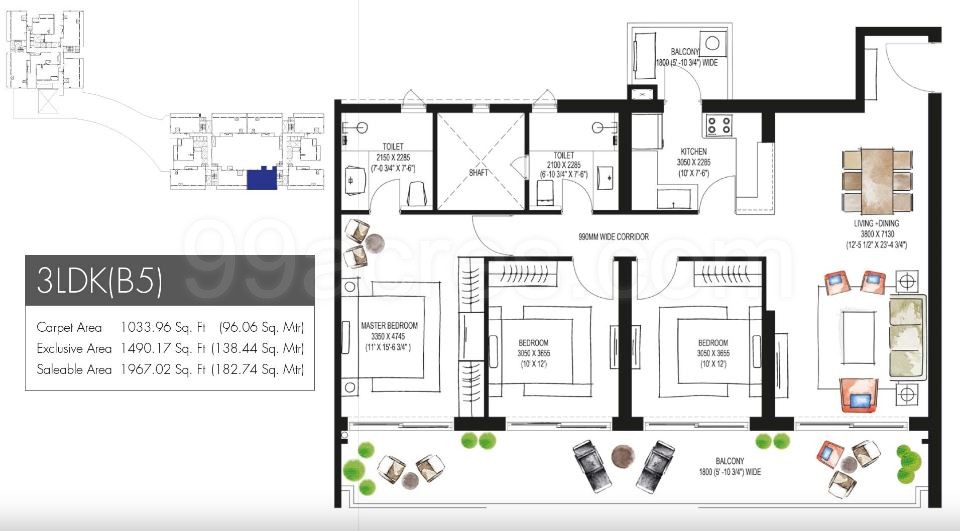 3LDK(B5)
Carpet Area 1033.96 Sq. Ft (96.06 Sq. Mtr)
Exclusive Area 1490.17 Sq. Ft (138.44 Sq. Mtr)
Saleable Area 1967.02 Sq. Ft (182.74 Sq. Mtr)
BALCONY
1800 (5' -10 3/4") WIDE
TOILET
2150 X 2285
(7'-0 3/4" X 7'-6")
SHAFT
TOILET
2100 X 2285
(6'-10 3/4" X 7'-6")
KITCHEN
3050 X 2285
(10' X 7'-6")
LIVING +DINING
3800 X 7130
(12'-5 1/2" X 23'-4 3/4")
990MM WIDE CORRIDOR
MASTER BEDROOM
3350 X 4745
(11' X 15'-6 3/4" )
BEDROOM
3050 X 3655
(10' X 12')
BEDROOM
3050 X 3655
(10' X 12')
BALCONY
1800 (5' -10 3/4") WIDE
99acres.com